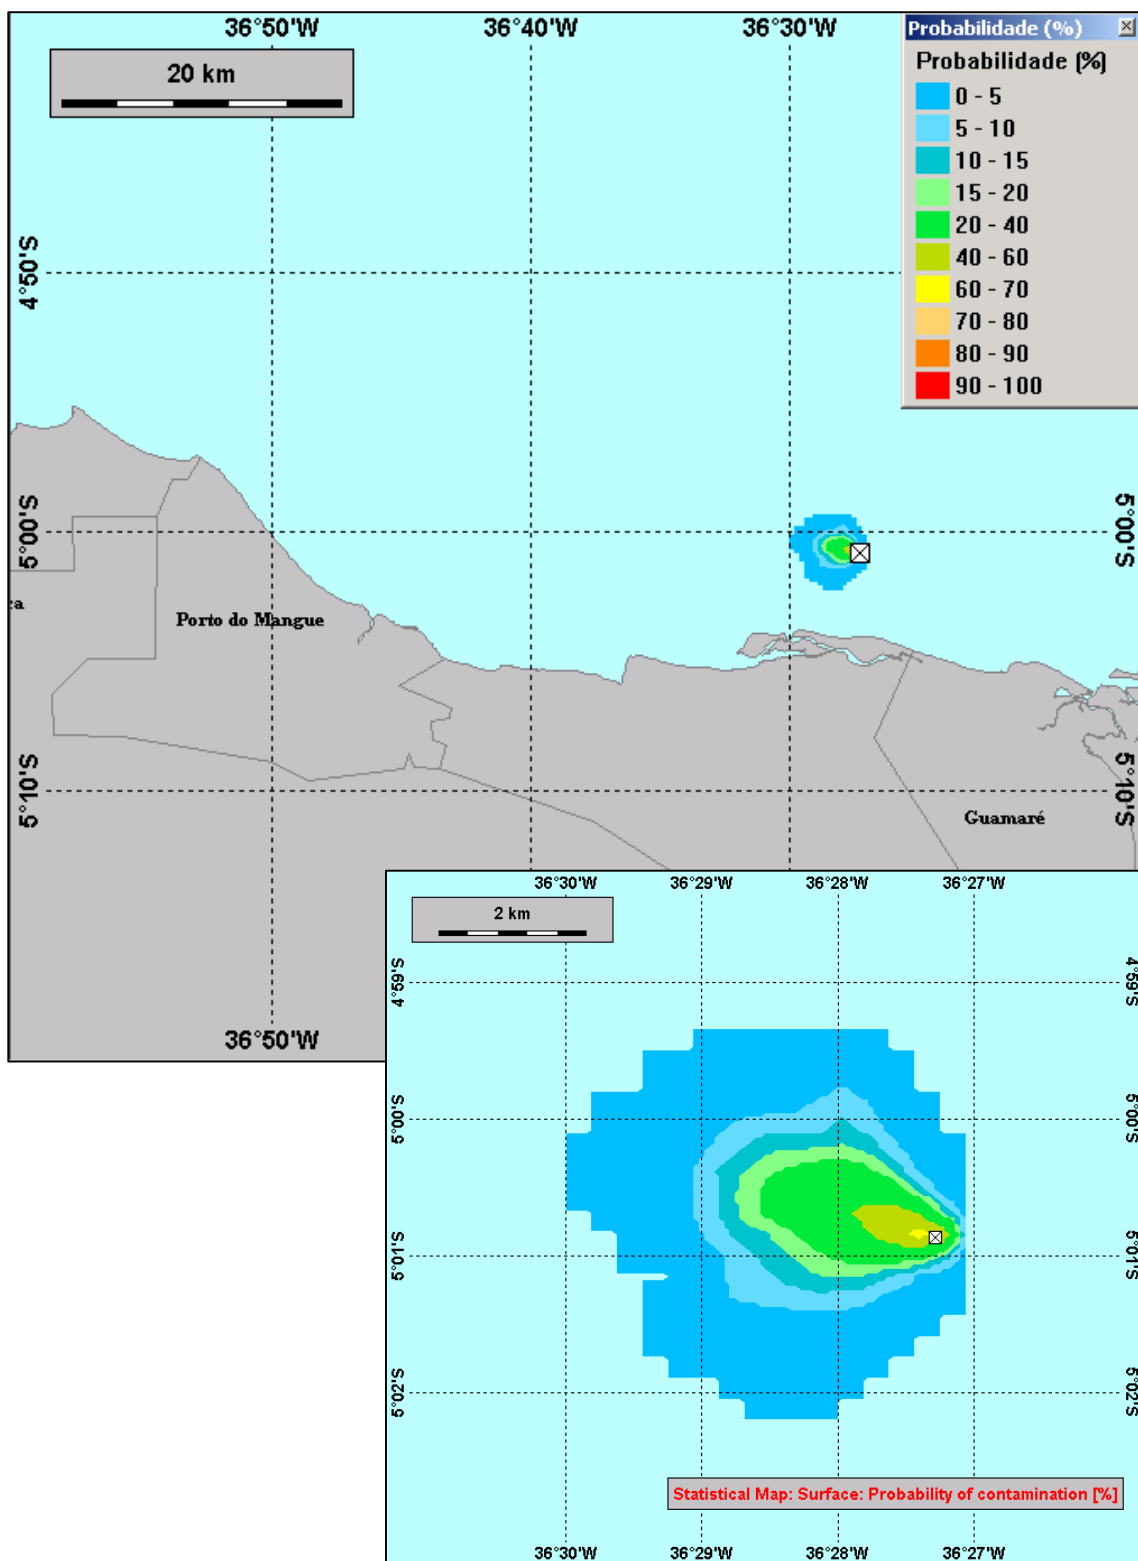 36°50'W 36°40'W 36°30'W
Probabilidade (%)
Probabilidade (%)
0 - 5
5 - 10
10 - 15
15 - 20
20 - 40
40 - 60
60 - 70
70 - 80
80 - 90
90 - 100
20 km
4°50'S
5°00'S 5°00'S
ca
Porto do Mangue
5°10'S 5°10'S
Guamaré
36°50'W
36°30'W 36°29'W 36°28'W 36°27'W
2 km
4°59'S 4°59'S
5°00'S 5°00'S
5°01'S 5°01'S
5°02'S 5°02'S
Statistical Map: Surface: Probability of contamination [%]
36°30'W 36°29'W 36°28'W 36°27'W